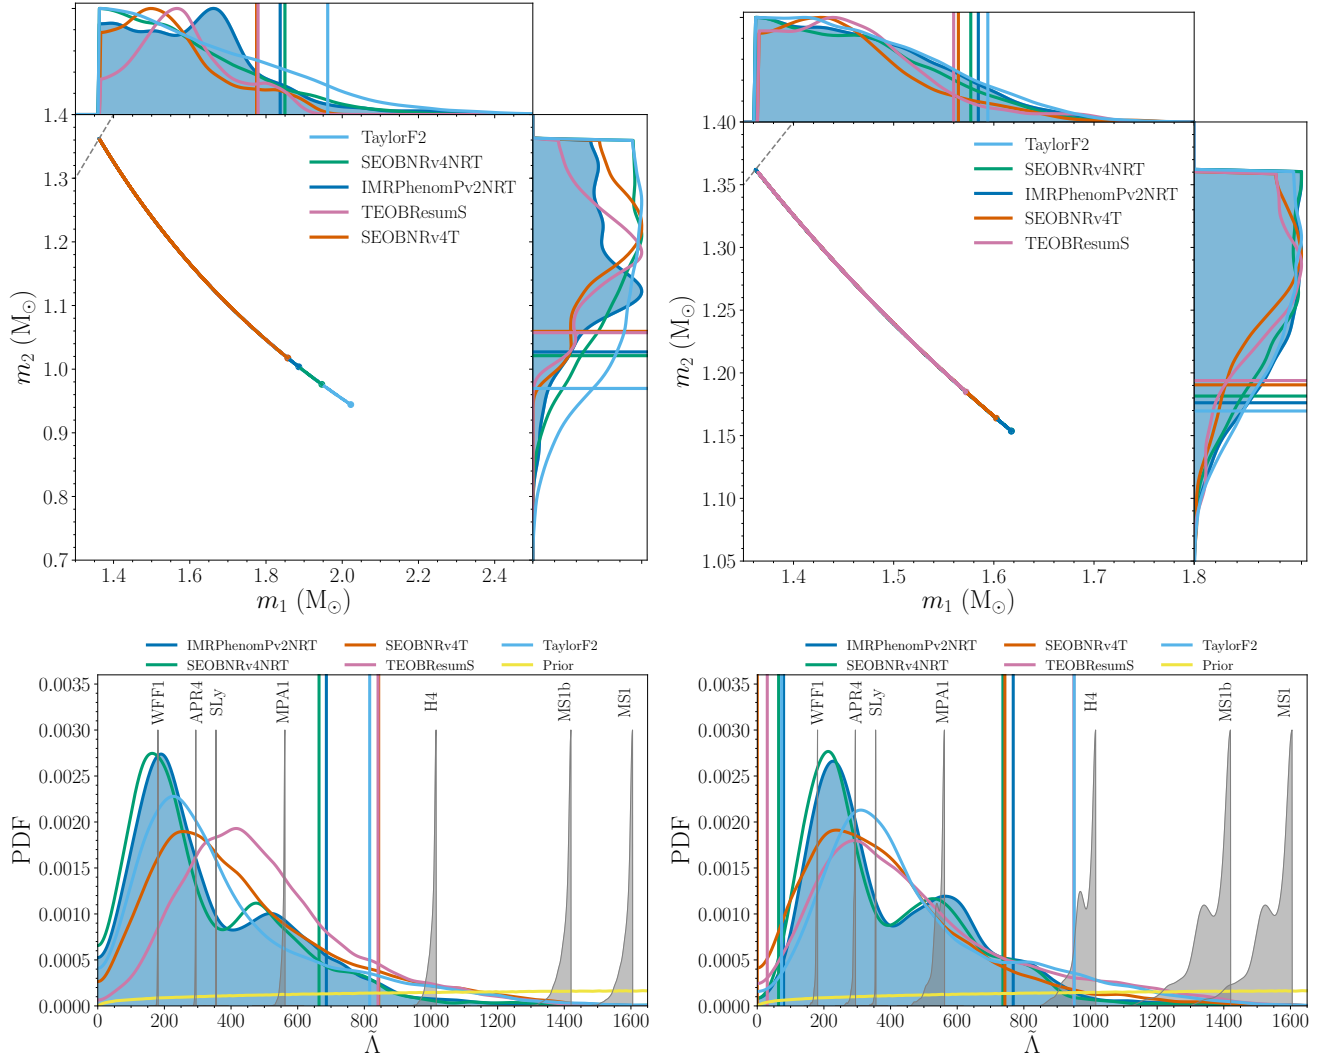 TaylorF2
SEOBNRv4NRT
IMRPhenomPv2NRT
TEOBResumS
SEOBNRv4T
1.4
1.3
1.2
1.1
1.0
0.9
0.8
0.7
m₂ (M⊙)
1.4
1.6
1.8
2.0
2.2
2.4
m₁ (M⊙)
TaylorF2
SEOBNRv4NRT
IMRPhenomPv2NRT
SEOBNRv4T
TEOBResumS
1.40
1.35
1.30
1.25
1.20
1.15
1.10
1.05
m₂ (M⊙)
1.4
1.5
1.6
1.7
1.8
m₁ (M⊙)
IMRPhenomPv2NRT
SEOBNRv4T
TaylorF2
SEOBNRv4NRT
TEOBResumS
Prior
0.0035
0.0030
0.0025
0.0020
0.0015
0.0010
0.0005
0.0000
PDF
WFF1
APR4
SLy
MPA1
H4
MS1b
MS1
0
200
400
600
800
1000
1200
1400
1600
Λ̃
IMRPhenomPv2NRT
SEOBNRv4T
TaylorF2
SEOBNRv4NRT
TEOBResumS
Prior
0.0035
0.0030
0.0025
0.0020
0.0015
0.0010
0.0005
0.0000
PDF
WFF1
APR4
SLy
MPA1
H4
MS1b
MS1
0
200
400
600
800
1000
1200
1400
1600
Λ̃